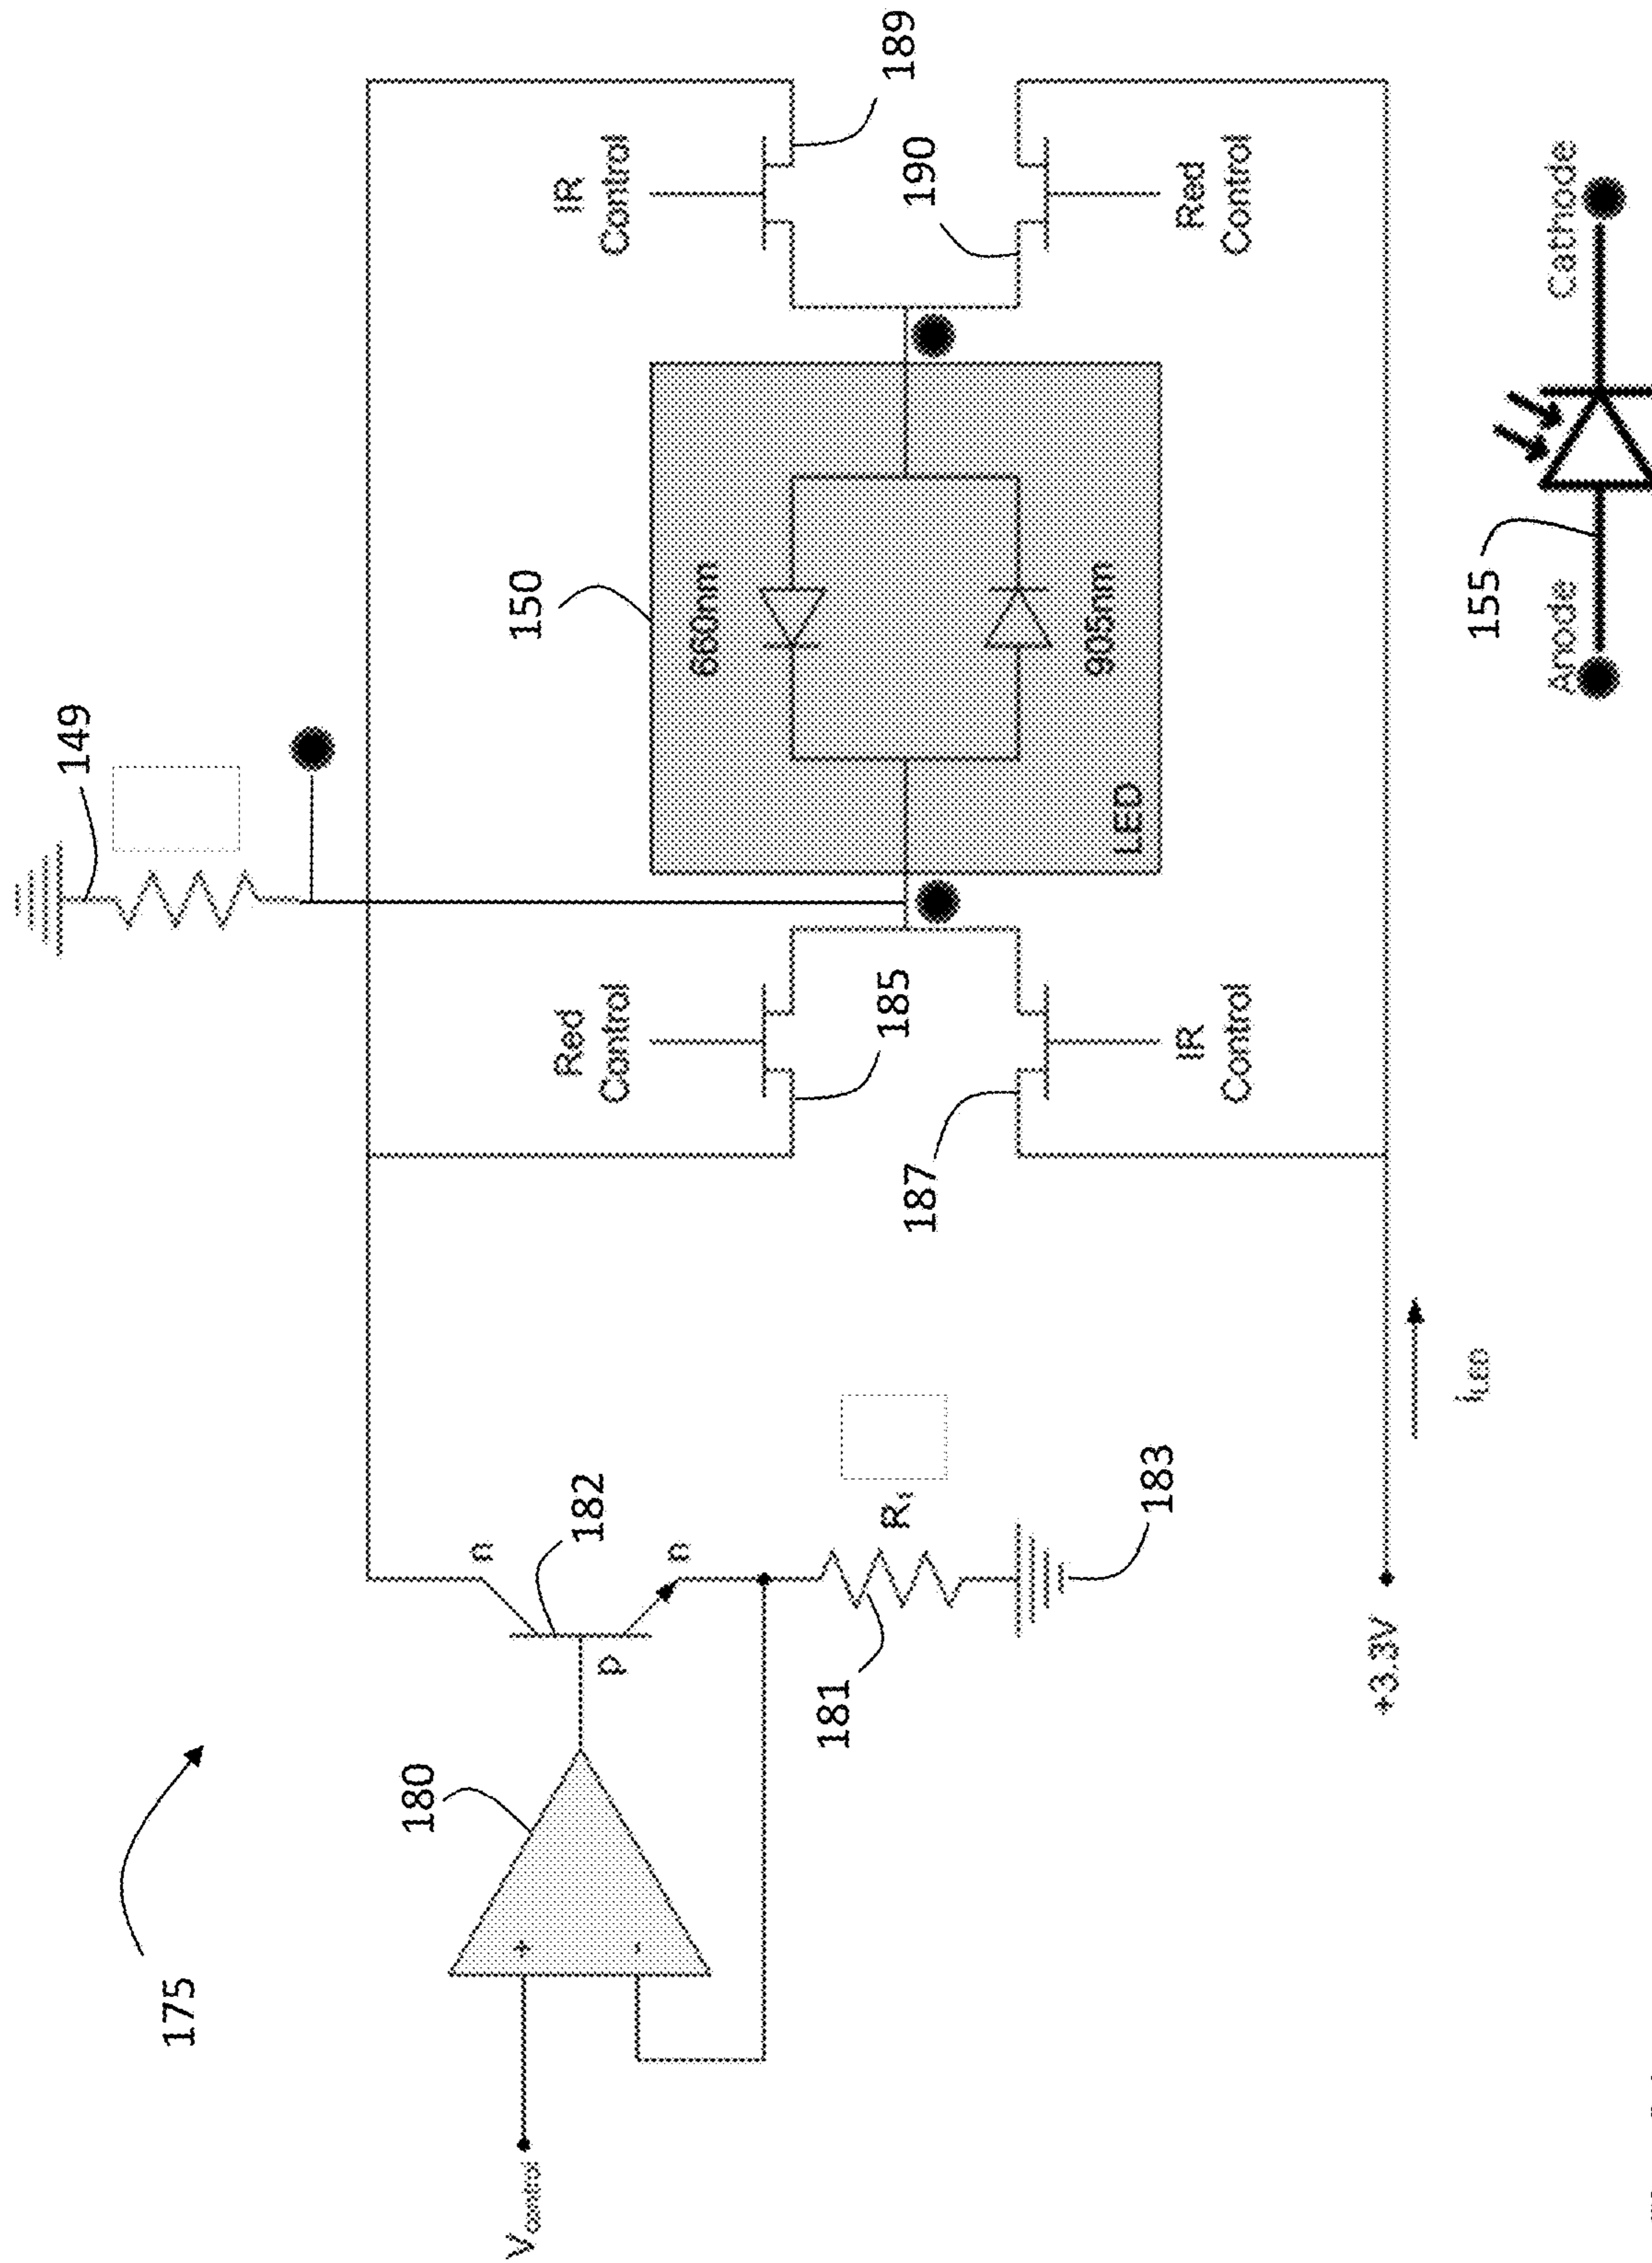 175
149
189
IR
Control
150
190
Red
Control
660nm
905nm
LED
Red
Control
185
187
IR
Control
180
182
n
p
n
+
-
Vcontrol
181
R
183
+3.3V
iLED
155
Anode
Cathode